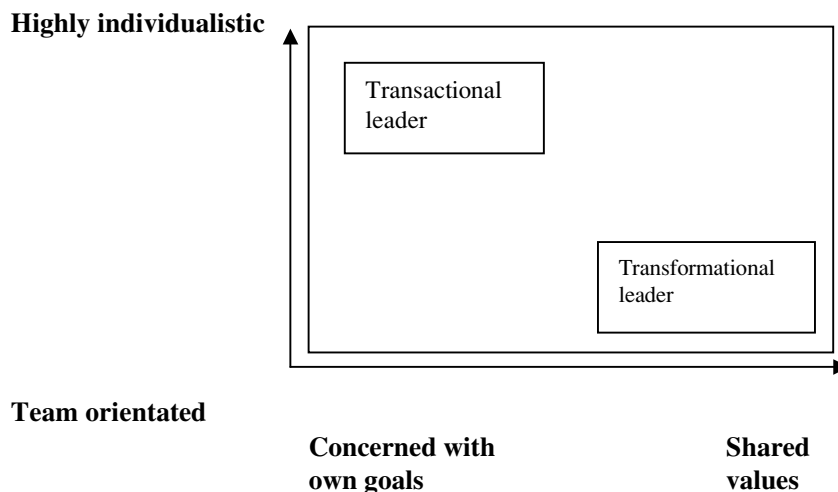 Highly individualistic
Transactional
leader
Transformational
leader
Team orientated
Concerned with
own goals
Shared
values